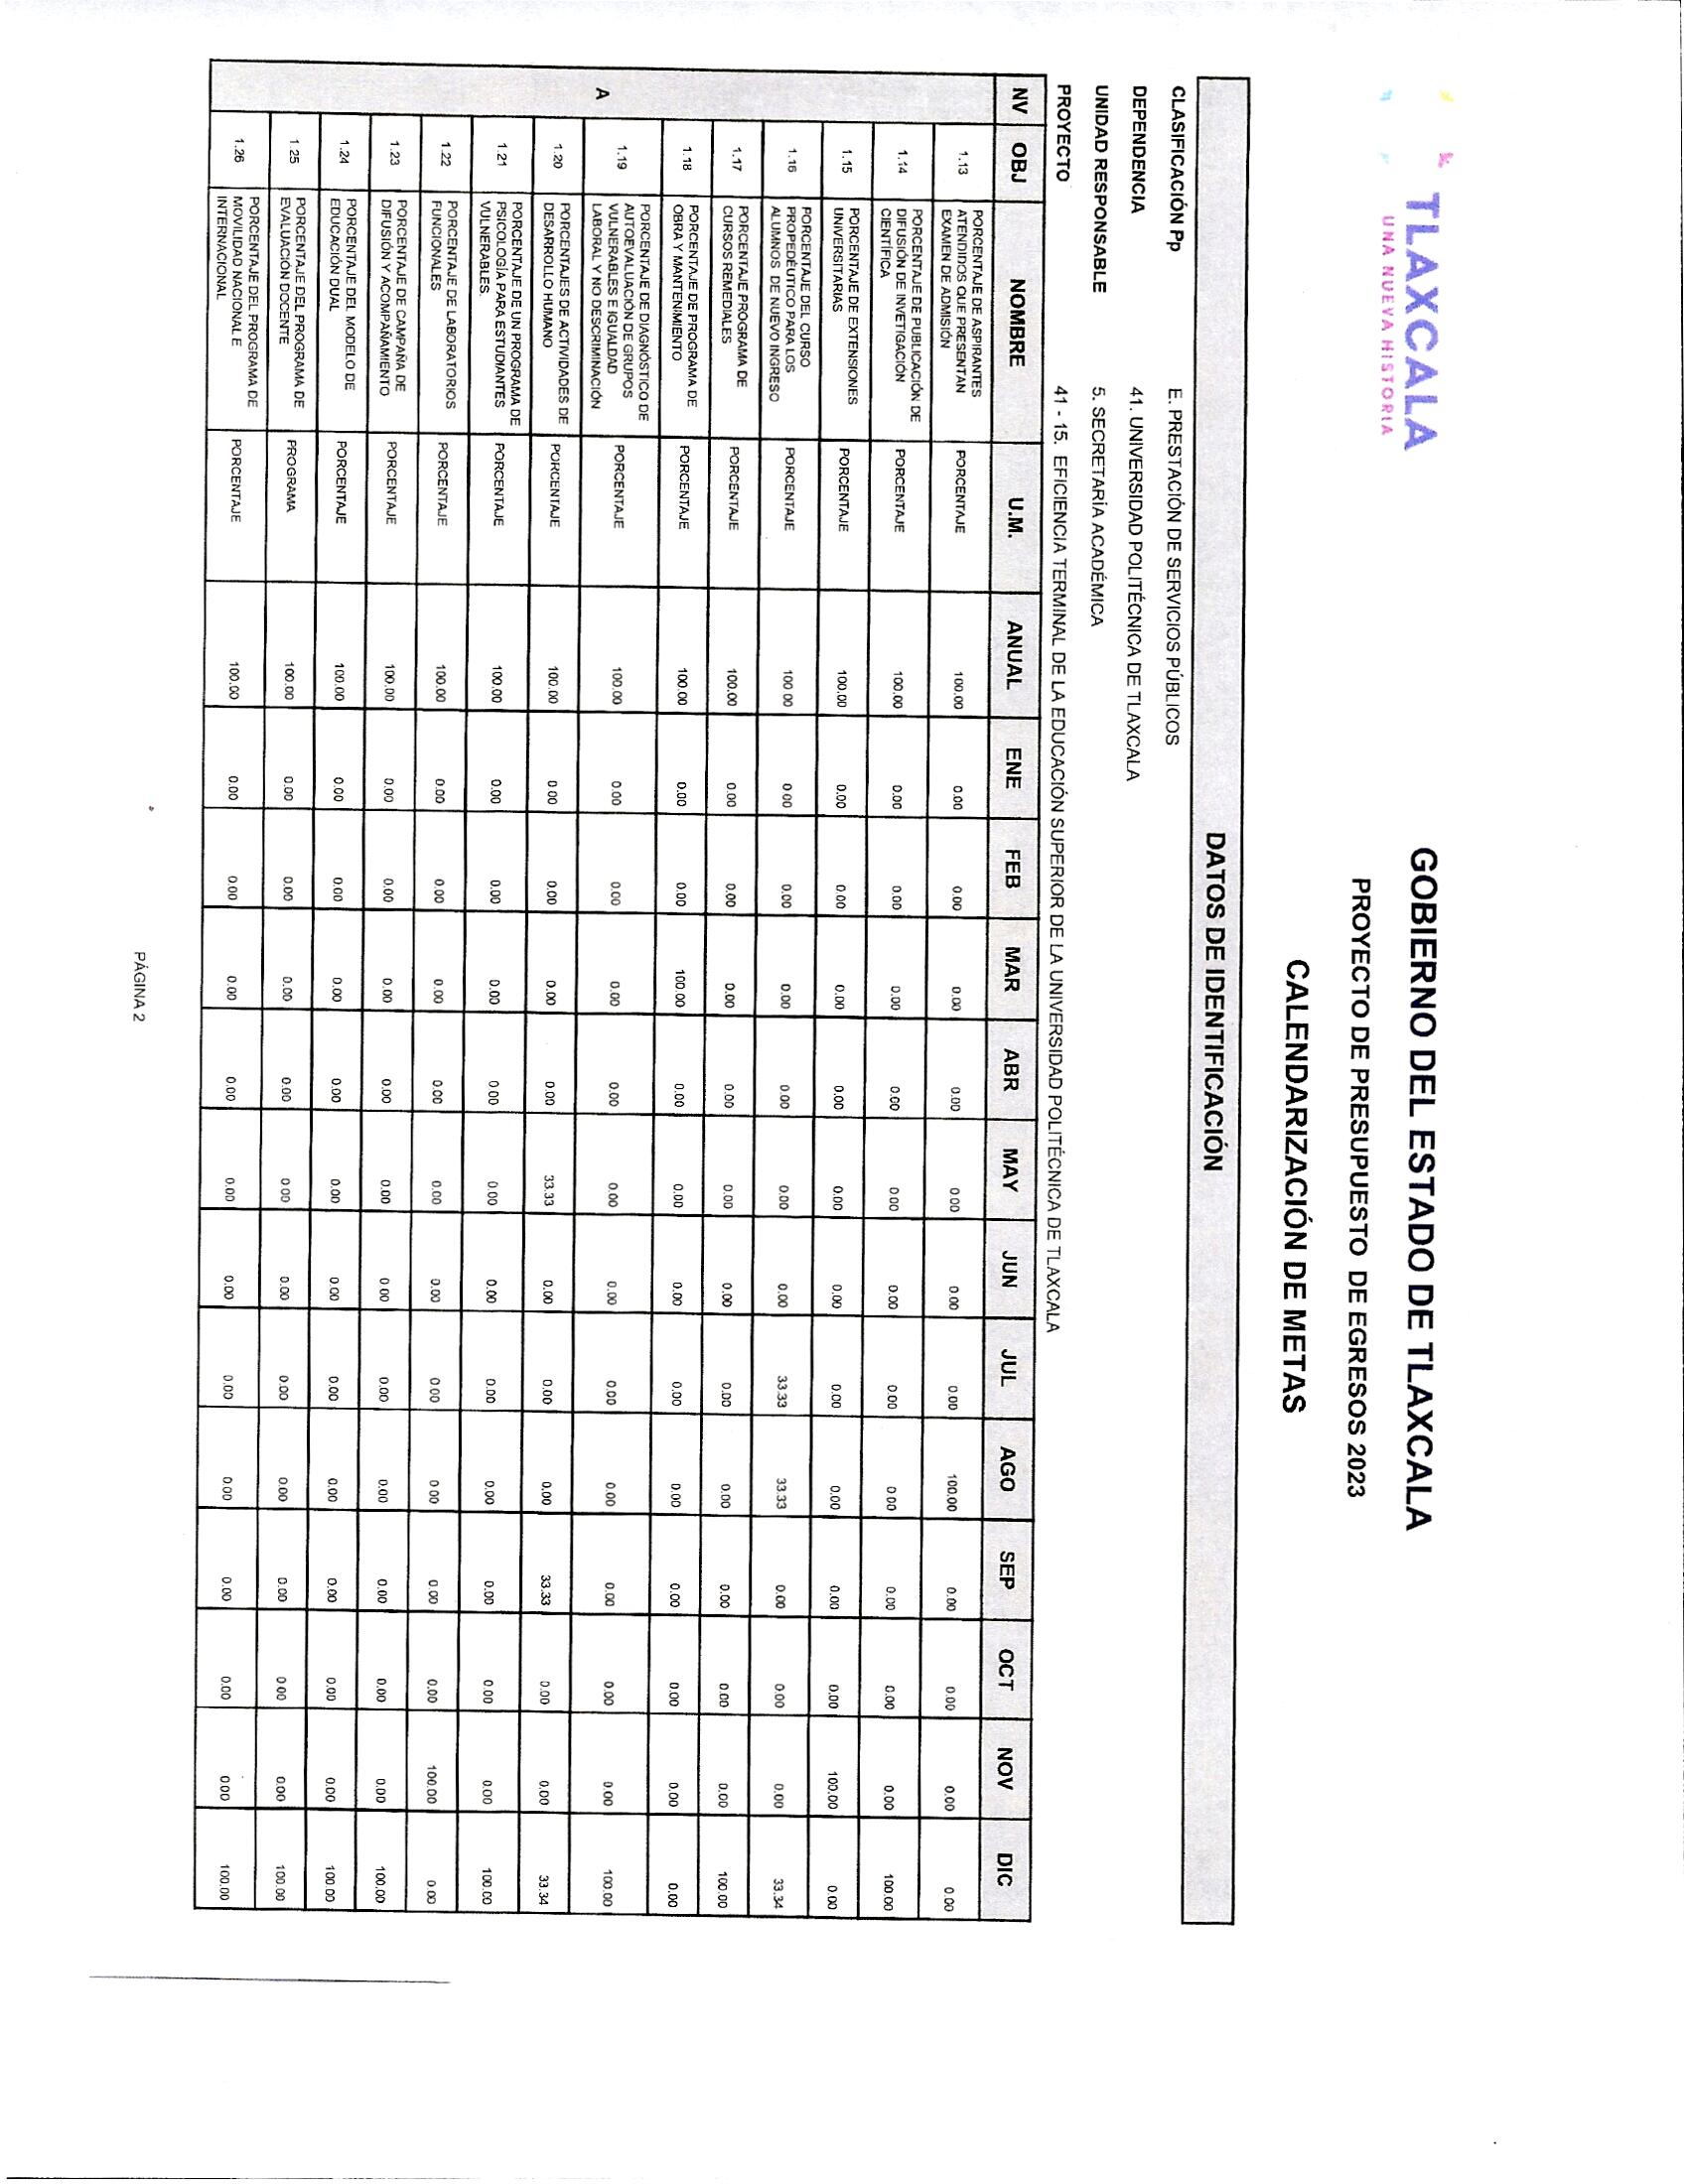 TLAXCALA
UNA NUEVA HISTORIA
GOBIERNO DEL ESTADO DE TLAXCALA
PROYECTO DE PRESUPUESTO DE EGRESOS 2023
CALENDARIZACIÓN DE METAS
DATOS DE IDENTIFICACIÓN
CLASIFICACIÓN Pp E. PRESTACIÓN DE SERVICIOS PÚBLICOS
DEPENDENCIA 41. UNIVERSIDAD POLITÉCNICA DE TLAXCALA
UNIDAD RESPONSABLE 5. SECRETARÍA ACADÉMICA
PROYECTO 41 - 15. EFICIENCIA TERMINAL DE LA EDUCACIÓN SUPERIOR DE LA UNIVERSIDAD POLITÉCNICA DE TLAXCALA
NV OBJ NOMBRE U.M. ANUAL ENE FEB MAR ABR MAY JUN JUL AGO SEP OCT NOV DIC
A
PORCENTAJE DE ASPIRANTES
1.13 ATENDIDOS QUE PRESENTAN PORCENTAJE 100.00 0.00 0.00 0.00 0.00 0.00 0.00 0.00 100.00 0.00 0.00 0.00 0.00
EXAMEN DE ADMISIÓN
PORCENTAJE DE PUBLICACIÓN DE
1.14 DIFUSIÓN DE INVETIGACIÓN PORCENTAJE 100.00 0.00 0.00 0.00 0.00 0.00 0.00 0.00 0.00 0.00 0.00 0.00 100.00
CIENTÍFICA
1.15 PORCENTAJE DE EXTENSIONES PORCENTAJE 100.00 0.00 0.00 0.00 0.00 0.00 0.00 0.00 0.00 0.00 0.00 100.00 0.00
UNIVERSITARIAS
PORCENTAJE DEL CURSO
1.16 PROPEDÉUTICO PARA LOS PORCENTAJE 100.00 0.00 0.00 0.00 0.00 0.00 0.00 33.33 33.33 0.00 0.00 0.00 33.34
ALUMNOS DE NUEVO INGRESO
1.17 PORCENTAJE PROGRAMA DE PORCENTAJE 100.00 0.00 0.00 0.00 0.00 0.00 0.00 0.00 0.00 0.00 0.00 0.00 100.00
CURSOS REMEDIALES
1.18 PORCENTAJE DE PROGRAMA DE PORCENTAJE 100.00 0.00 0.00 100.00 0.00 0.00 0.00 0.00 0.00 0.00 0.00 0.00 0.00
OBRA Y MANTENIMIENTO
PORCENTAJE DE DIAGNÓSTICO DE
AUTOEVALUACIÓN DE GRUPOS
1.19 VULNERABLES E IGUALDAD PORCENTAJE 100.00 0.00 0.00 0.00 0.00 0.00 0.00 0.00 0.00 0.00 0.00 0.00 100.00
LABORAL Y NO DESCRIMINACIÓN
1.20 PORCENTAJES DE ACTIVIDADES DE PORCENTAJE 100.00 0.00 0.00 0.00 0.00 33.33 0.00 0.00 0.00 33.33 0.00 0.00 33.34
DESARROLLO HUMANO
PORCENTAJE DE UN PROGRAMA DE
1.21 PSICOLOGÍA PARA ESTUDIANTES PORCENTAJE 100.00 0.00 0.00 0.00 0.00 0.00 0.00 0.00 0.00 0.00 0.00 0.00 100.00
VULNERABLES.
1.22 PORCENTAJE DE LABORATORIOS PORCENTAJE 100.00 0.00 0.00 0.00 0.00 0.00 0.00 0.00 0.00 0.00 0.00 100.00 0.00
FUNCIONALES
1.23 PORCENTAJE DE CAMPAÑA DE PORCENTAJE 100.00 0.00 0.00 0.00 0.00 0.00 0.00 0.00 0.00 0.00 0.00 0.00 100.00
DIFUSIÓN Y ACOMPAÑAMIENTO
1.24 PORCENTAJE DEL MODELO DE PORCENTAJE 100.00 0.00 0.00 0.00 0.00 0.00 0.00 0.00 0.00 0.00 0.00 0.00 100.00
EDUCACIÓN DUAL
1.25 PORCENTAJE DEL PROGRAMA DE PROGRAMA 100.00 0.00 0.00 0.00 0.00 0.00 0.00 0.00 0.00 0.00 0.00 0.00 100.00
EVALUACIÓN DOCENTE
PORCENTAJE DEL PROGRAMA DE
1.26 MOVILIDAD NACIONAL E PORCENTAJE 100.00 0.00 0.00 0.00 0.00 0.00 0.00 0.00 0.00 0.00 0.00 0.00 100.00
INTERNACIONAL
PÁGINA 2